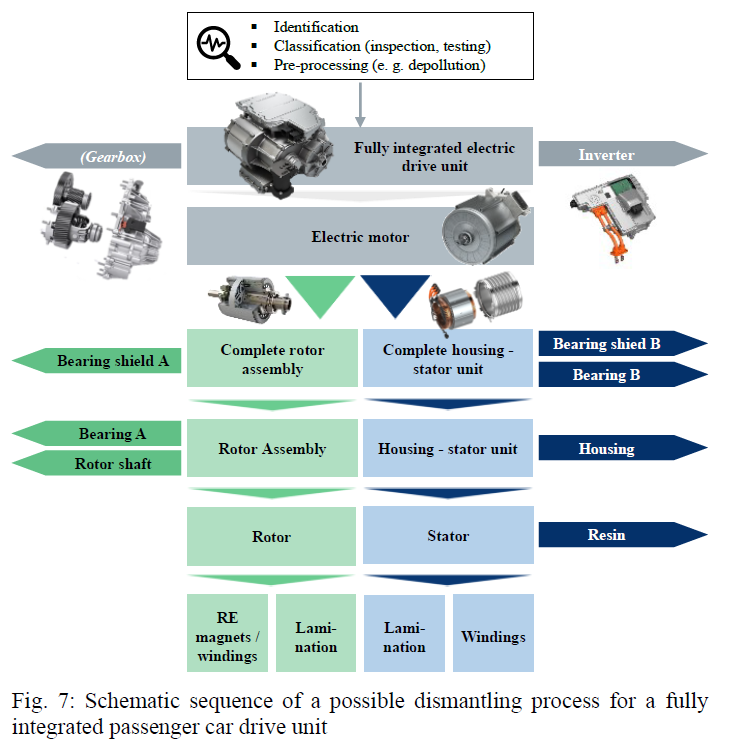 ▪ Identification
▪ Classification (inspection, testing)
▪ Pre-processing (e. g. depollution)
(Gearbox)
Fully integrated electric
drive unit
Inverter
Electric motor
Bearing shield A
Complete rotor
assembly
Complete housing -
stator unit
Bearing shied B
Bearing B
Bearing A
Rotor shaft
Rotor Assembly
Housing - stator unit
Housing
Rotor
Stator
Resin
RE
magnets /
windings
Lami-
nation
Lami-
nation
Windings
Fig. 7: Schematic sequence of a possible dismantling process for a fully
integrated passenger car drive unit